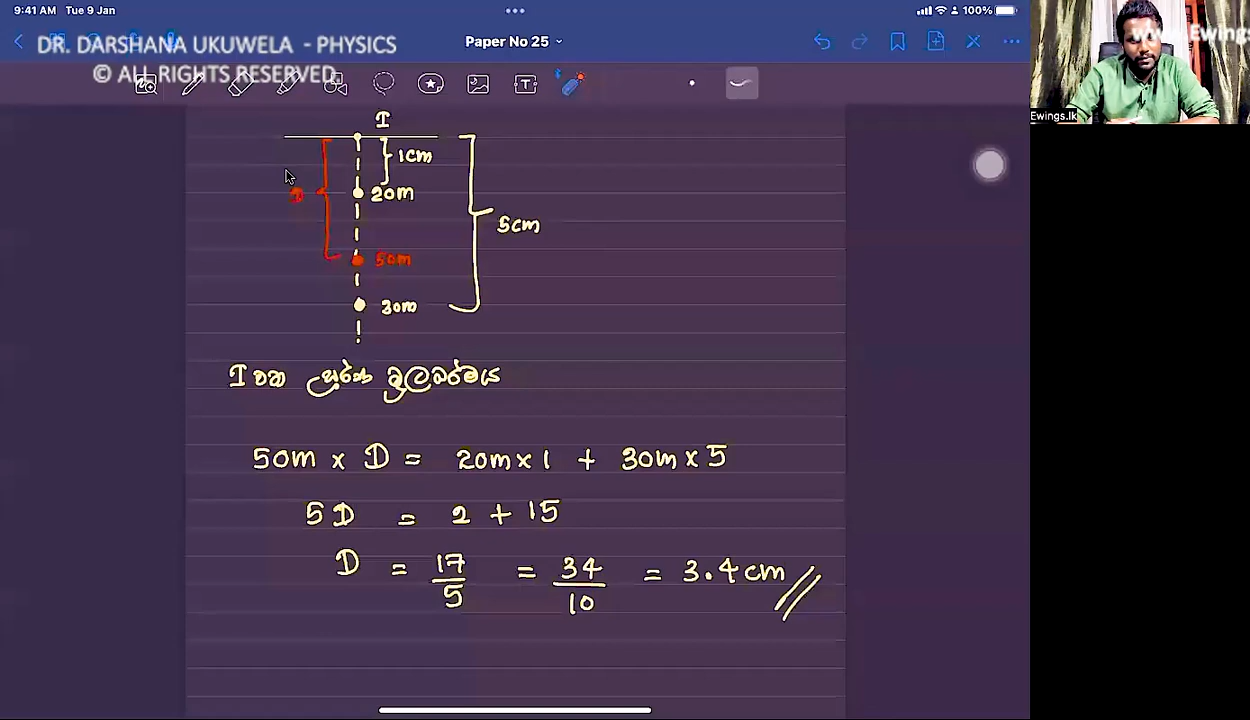 9:41 AM Tue 9 Jan
100%
DR. DARSHANA UKUWELA - PHYSICS
© ALL RIGHTS RESERVED
Paper No 25
www.Ewings
Ewings.lk
I
1cm
D
20m
5cm
50m
30m
I වටා ඝූර්ණ මූලධර්මය
50m × D = 20m × 1 + 30m × 5
5D = 2 + 15
D = 17/5 = 34/10 = 3.4cm//